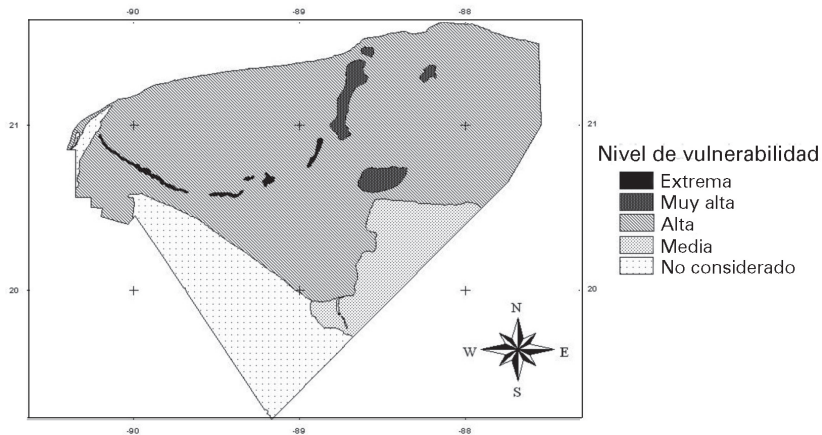 -90 -89 -88
21 21
20 20
-90 -89 -88
Nivel de vulnerabilidad
Extrema
Muy alta
Alta
Media
No considerado
N
W E
S